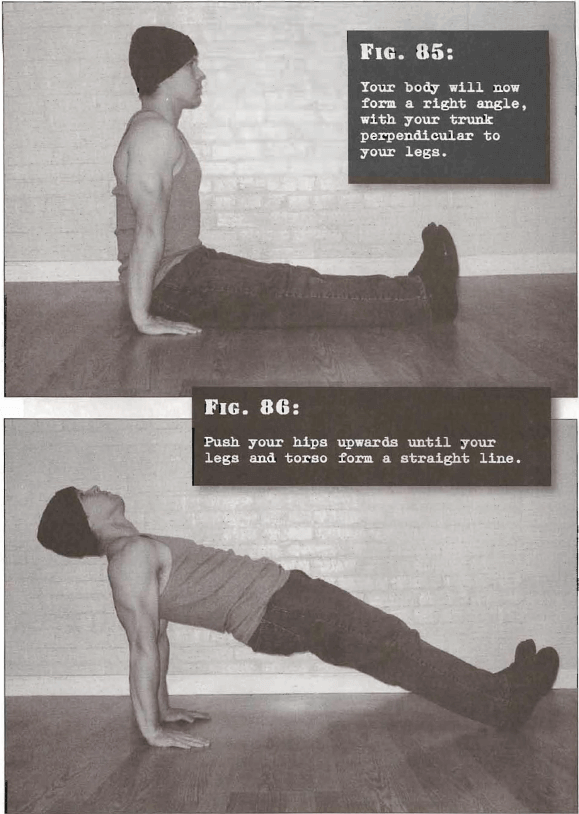 Fig. 85:
Your body will now
form a right angle,
with your trunk
perpendicular to
your legs.
Fig. 86:
Push your hips upwards until your
legs and torso form a straight line.